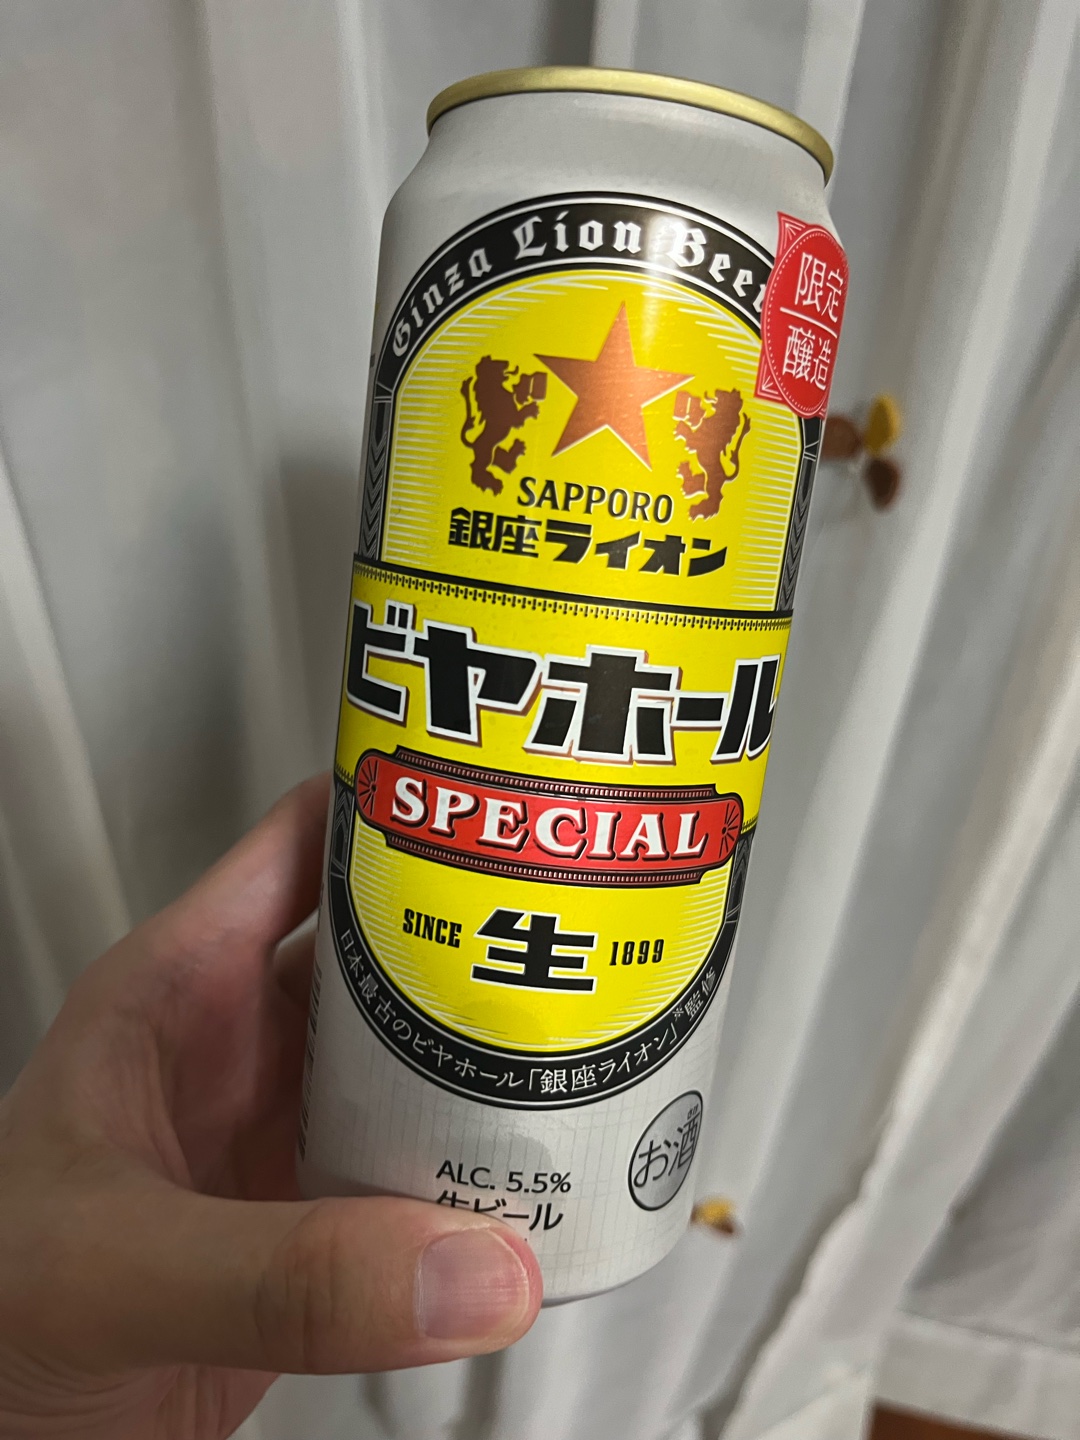 Ginza Lion Beer
限定
醸造
SAPPORO
銀座ライオン
ビヤホール
SPECIAL
SINCE 生 1899
日本最古のビヤホール「銀座ライオン」※監修
お酒
ALC. 5.5%
生ビール